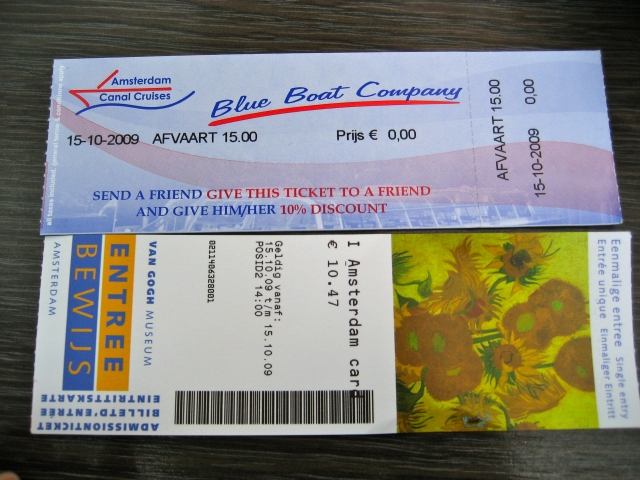 Amsterdam
Canal Cruises
Blue Boat Company
15-10-2009 AFVAART 15.00 Prijs € 0,00
SEND A FRIEND GIVE THIS TICKET TO A FRIEND
AND GIVE HIM/HER 10% DISCOUNT
AFVAART 15.00
15-10-2009 0,00
Eenmalige entree Single entry
Entrée unique Einmaliger Eintritt
I Amsterdam card
€ 10.47
Geldig vanaf:
15.10.09 t/m 15.10.09
POSID2 14:00
0211406328001
VAN GOGH MUSEUM
ENTREE
BEWIJS
AMSTERDAM
ADMISSIONTICKET
BILLETD'ENTRÉE
EINTRITTSKARTE